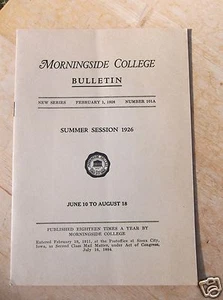 MORNINGSIDE COLLEGE
BULLETIN
NEW SERIES FEBRUARY 1, 1926 NUMBER 101A
SUMMER SESSION 1926
JUNE 10 TO AUGUST 18
PUBLISHED EIGHTEEN TIMES A YEAR BY
MORNINGSIDE COLLEGE
Entered February 13, 1911, at the Postoffice at Sioux City,
Iowa, as Second Class Mail Matter, under Act of Congress,
July 16, 1894